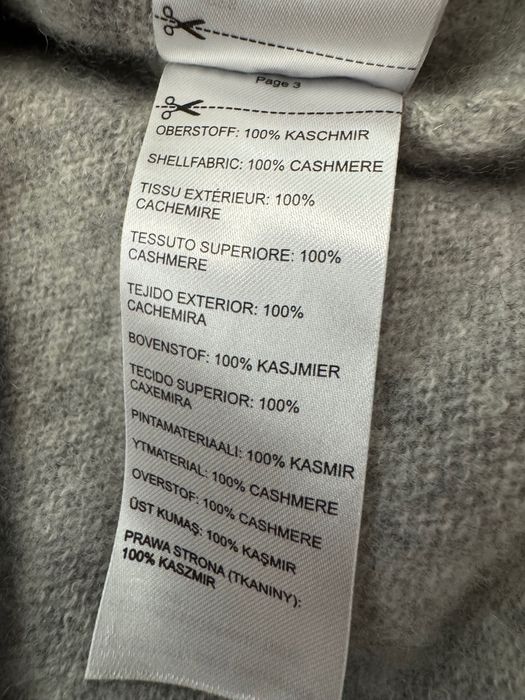 Page 3
OBERSTOFF: 100% KASCHMIR
SHELLFABRIC: 100% CASHMERE
TISSU EXTÉRIEUR: 100%
CACHEMIRE
TESSUTO SUPERIORE: 100%
CASHMERE
TEJIDO EXTERIOR: 100%
CACHEMIRA
BOVENSTOF: 100% KASJMIER
TECIDO SUPERIOR: 100%
CAXEMIRA
PINTAMATERIAALI: 100% KASMIR
YTMATERIAL: 100% CASHMERE
OVERSTOF: 100% CASHMERE
ÜST KUMAŞ: 100% KAŞMIR
PRAWA STRONA (TKANINY):
100% KASZMIR